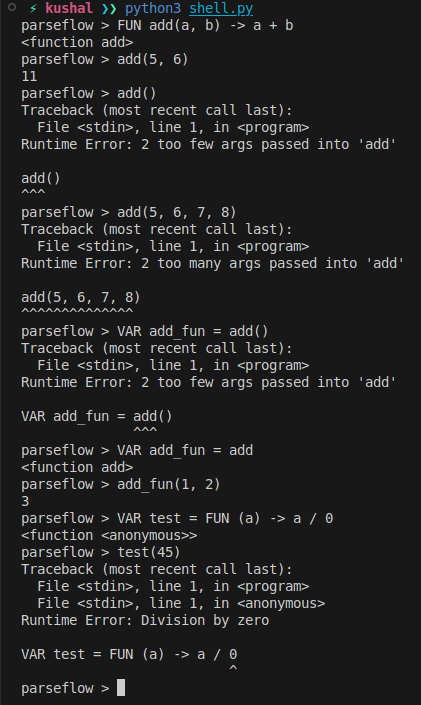 ⚡ kushal ❯❯ python3 shell.py
parseflow > FUN add(a, b) -> a + b
<function add>
parseflow > add(5, 6)
11
parseflow > add()
Traceback (most recent call last):
  File <stdin>, line 1, in <program>
Runtime Error: 2 too few args passed into 'add'

add()
^^^
parseflow > add(5, 6, 7, 8)
Traceback (most recent call last):
  File <stdin>, line 1, in <program>
Runtime Error: 2 too many args passed into 'add'

add(5, 6, 7, 8)
^^^^^^^^^^^^^^
parseflow > VAR add_fun = add()
Traceback (most recent call last):
  File <stdin>, line 1, in <program>
Runtime Error: 2 too few args passed into 'add'

VAR add_fun = add()
              ^^^
parseflow > VAR add_fun = add
<function add>
parseflow > add_fun(1, 2)
3
parseflow > VAR test = FUN (a) -> a / 0
<function <anonymous>>
parseflow > test(45)
Traceback (most recent call last):
  File <stdin>, line 1, in <program>
  File <stdin>, line 1, in <anonymous>
Runtime Error: Division by zero

VAR test = FUN (a) -> a / 0
                          ^
parseflow >